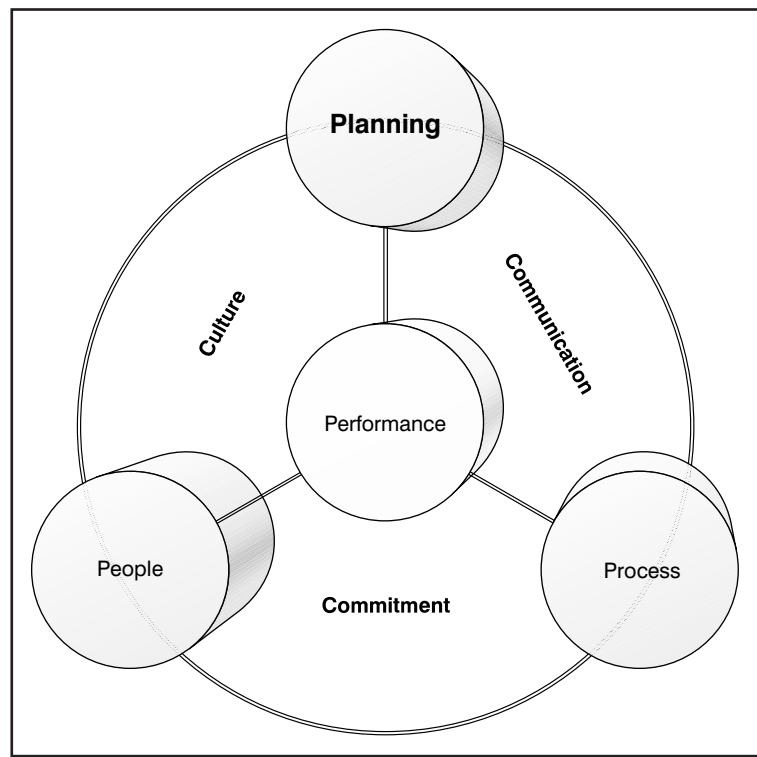 Planning
Culture
Communication
Performance
People
Process
Commitment